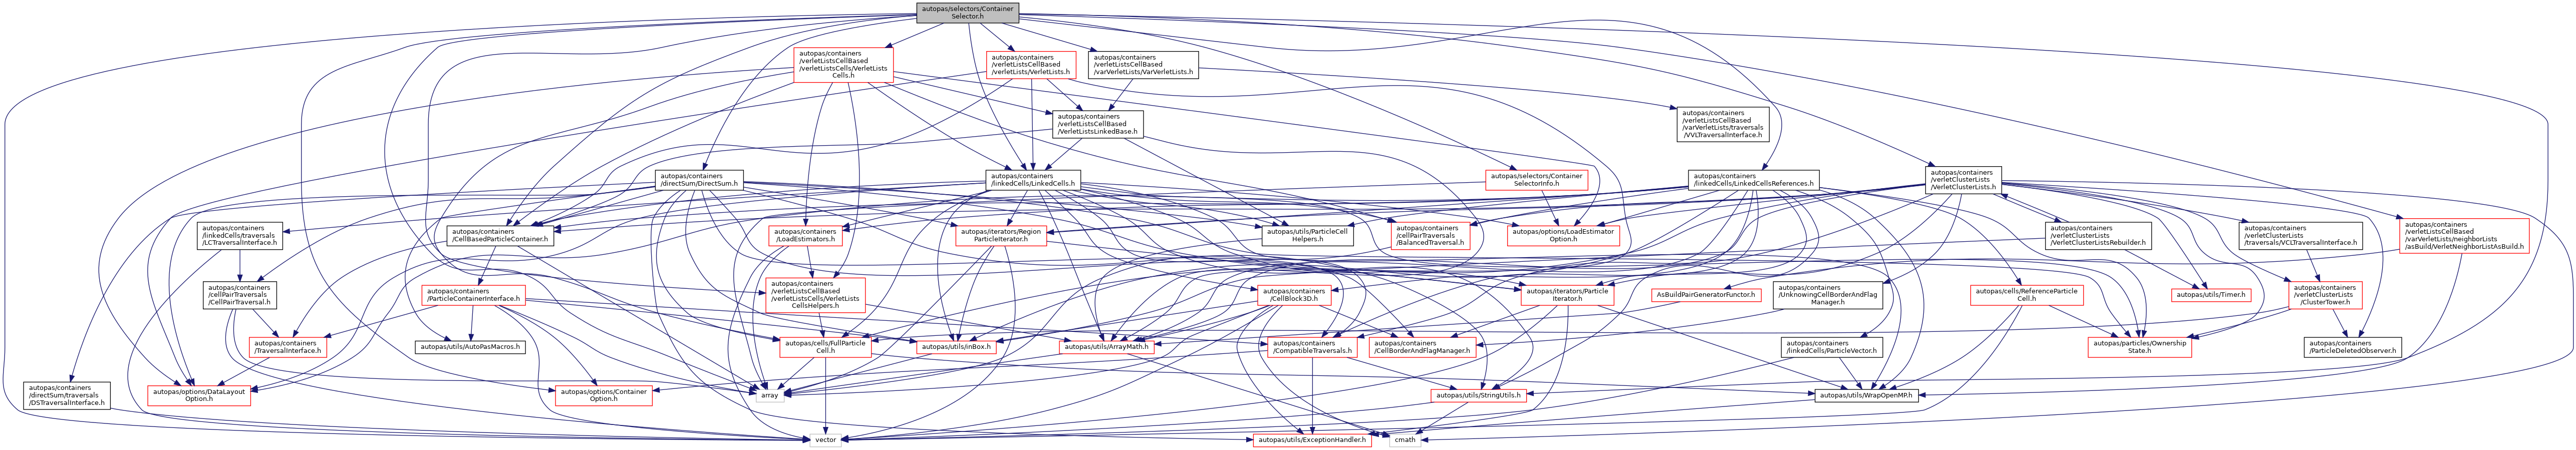 autopas/selectors/Container
Selector.h
autopas/containers
/verletListsCellBased
/verletListsCells/VerletLists
Cells.h
autopas/containers
/verletListsCellBased
/verletLists/VerletLists.h
autopas/containers
/verletListsCellBased
/varVerletLists/VarVerletLists.h
autopas/containers
/verletListsCellBased
/VerletListsLinkedBase.h
autopas/containers
/verletListsCellBased
/varVerletLists/traversals
/VVLTraversalInterface.h
autopas/containers
/directSum/DirectSum.h
autopas/containers
/linkedCells/LinkedCells.h
autopas/selectors/Container
SelectorInfo.h
autopas/containers
/linkedCells/LinkedCellsReferences.h
autopas/containers
/verletClusterLists
/VerletClusterLists.h
autopas/containers
/linkedCells/traversals
/LCTraversalInterface.h
autopas/containers
/CellBasedParticleContainer.h
autopas/containers
/LoadEstimators.h
autopas/iterators/Region
ParticleIterator.h
autopas/utils/ParticleCell
Helpers.h
autopas/containers
/cellPairTraversals
/BalancedTraversal.h
autopas/options/LoadEstimator
Option.h
autopas/containers
/verletClusterLists
/VerletClusterListsRebuilder.h
autopas/containers
/verletClusterLists
/traversals/VCLTraversalInterface.h
autopas/containers
/verletListsCellBased
/varVerletLists/neighborLists
/asBuild/VerletNeighborListAsBuild.h
autopas/containers
/cellPairTraversals
/CellPairTraversal.h
autopas/containers
/ParticleContainerInterface.h
autopas/containers
/verletListsCellBased
/verletListsCells/VerletLists
CellsHelpers.h
autopas/containers
/CellBlock3D.h
autopas/iterators/Particle
Iterator.h
AsBuildPairGeneratorFunctor.h
autopas/containers
/UnknowingCellBorderAndFlag
Manager.h
autopas/cells/ReferenceParticle
Cell.h
autopas/utils/Timer.h
autopas/containers
/verletClusterLists
/ClusterTower.h
autopas/containers
/TraversalInterface.h
autopas/utils/AutoPasMacros.h
autopas/cells/FullParticle
Cell.h
autopas/utils/inBox.h
autopas/utils/ArrayMath.h
autopas/containers
/CompatibleTraversals.h
autopas/containers
/CellBorderAndFlagManager.h
autopas/containers
/linkedCells/ParticleVector.h
autopas/particles/Ownership
State.h
autopas/containers
/ParticleDeletedObserver.h
autopas/containers
/directSum/traversals
/DSTraversalInterface.h
autopas/options/DataLayout
Option.h
autopas/options/Container
Option.h
array
autopas/utils/StringUtils.h
autopas/utils/WrapOpenMP.h
vector
autopas/utils/ExceptionHandler.h
cmath